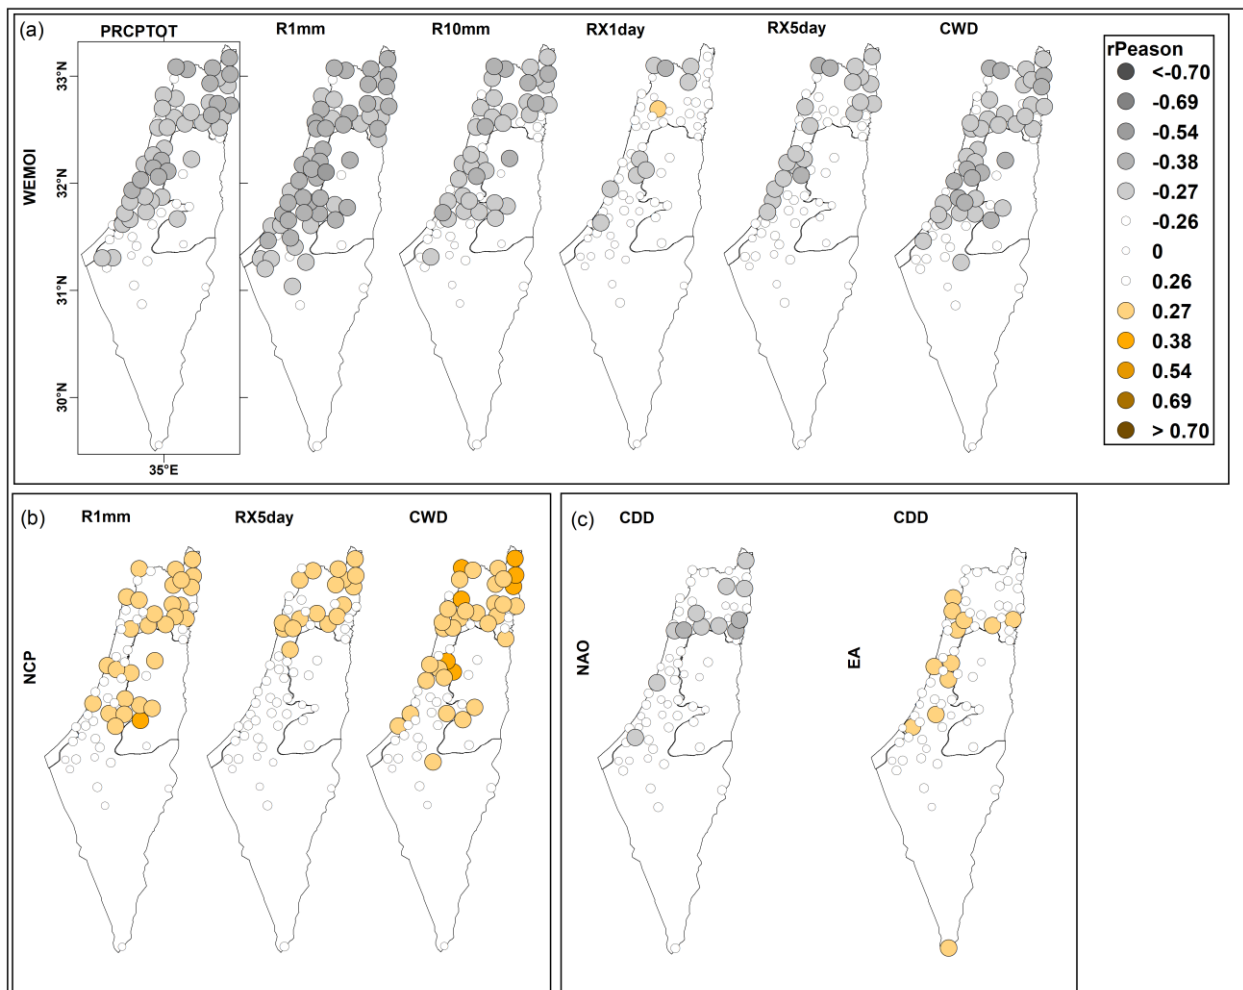 (a)
PRCPTOT R1mm R10mm RX1day RX5day CWD
rPeason
<-0.70
-0.69
-0.54
-0.38
-0.27
-0.26
0
0.26
0.27
0.38
0.54
0.69
> 0.70
WEMOI
33°N
32°N
31°N
30°N
35°E
(b)
R1mm RX5day CWD
NCP
(c)
CDD CDD
NAO
EA